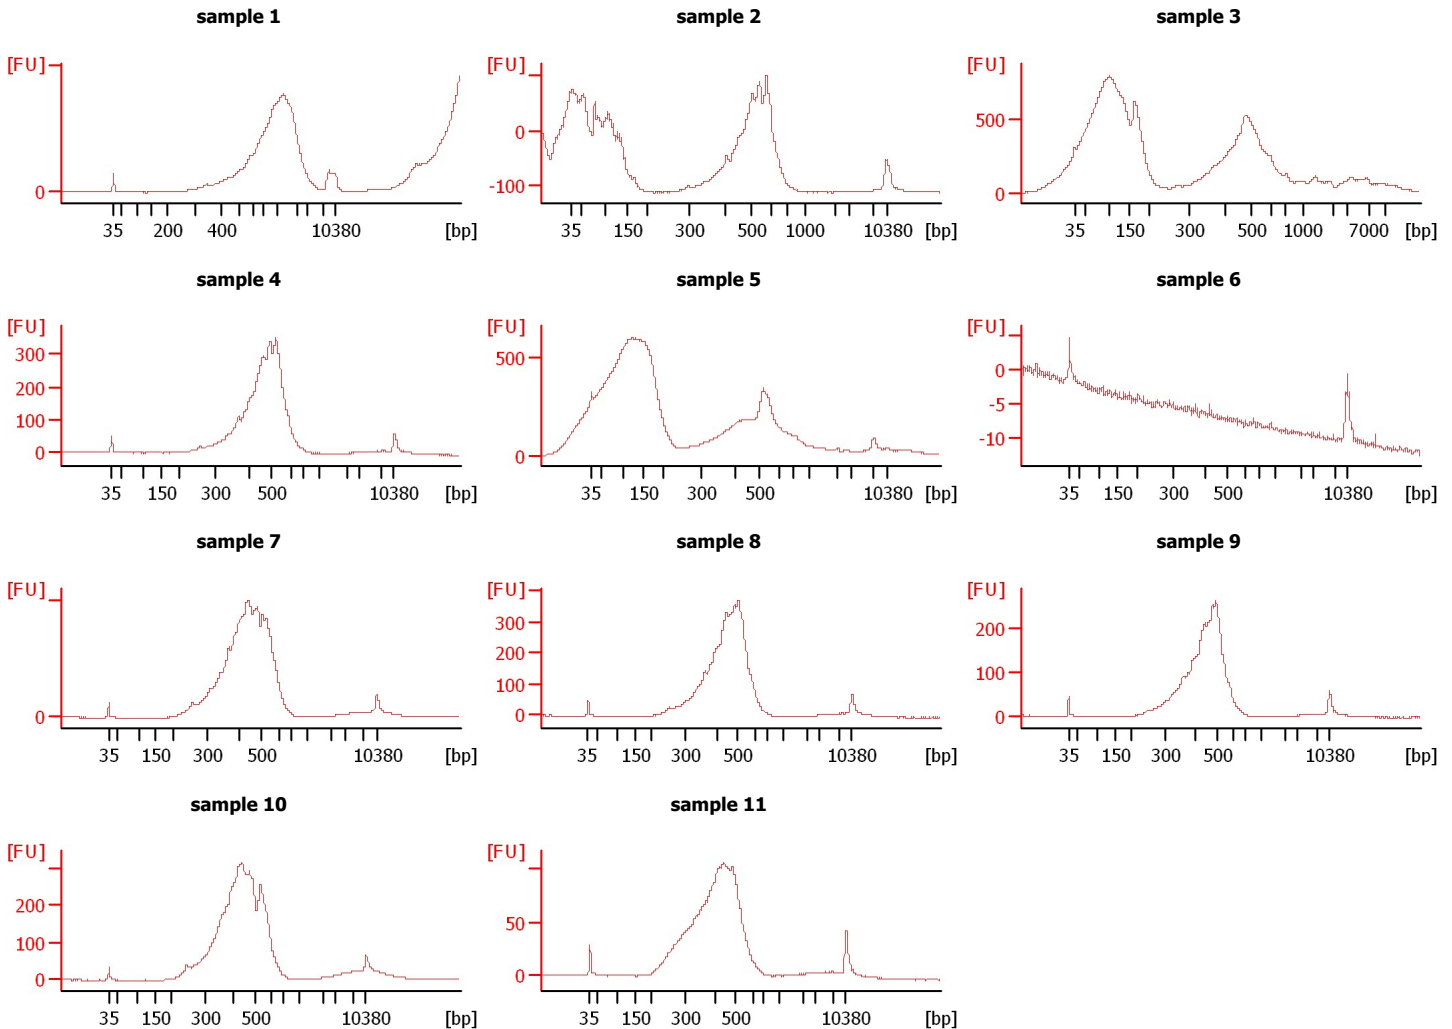 sample 1 sample 2 sample 3
[FU] [FU] [FU]
0 0 -100 500 0
35 200 400 10380 [bp] 35 150 300 500 1000 10380 [bp] 35 150 300 500 1000 7000 [bp]
sample 4 sample 5 sample 6
[FU] [FU] [FU]
300 200 100 0 500 0 0 -5 -10
35 150 300 500 10380 [bp] 35 150 300 500 10380 [bp] 35 150 300 500 10380 [bp]
sample 7 sample 8 sample 9
[FU] [FU] [FU]
0 300 200 100 0 200 100 0
35 150 300 500 10380 [bp] 35 150 300 500 10380 [bp] 35 150 300 500 10380 [bp]
sample 10 sample 11
[FU] [FU]
200 100 0 50 0
35 150 300 500 10380 [bp] 35 150 300 500 10380 [bp]